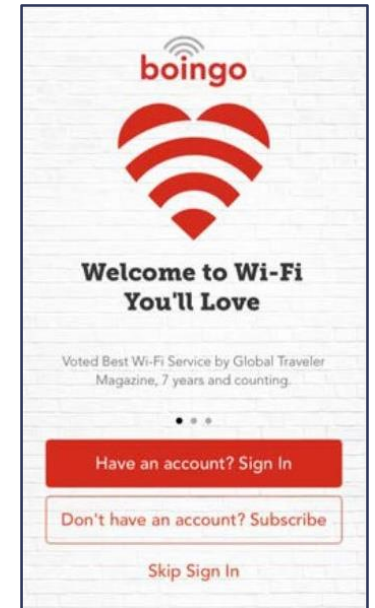 boingo
Welcome to Wi-Fi
You'll Love
Voted Best Wi-Fi Service by Global Traveler
Magazine, 7 years and counting.
Have an account? Sign In
Don't have an account? Subscribe
Skip Sign In